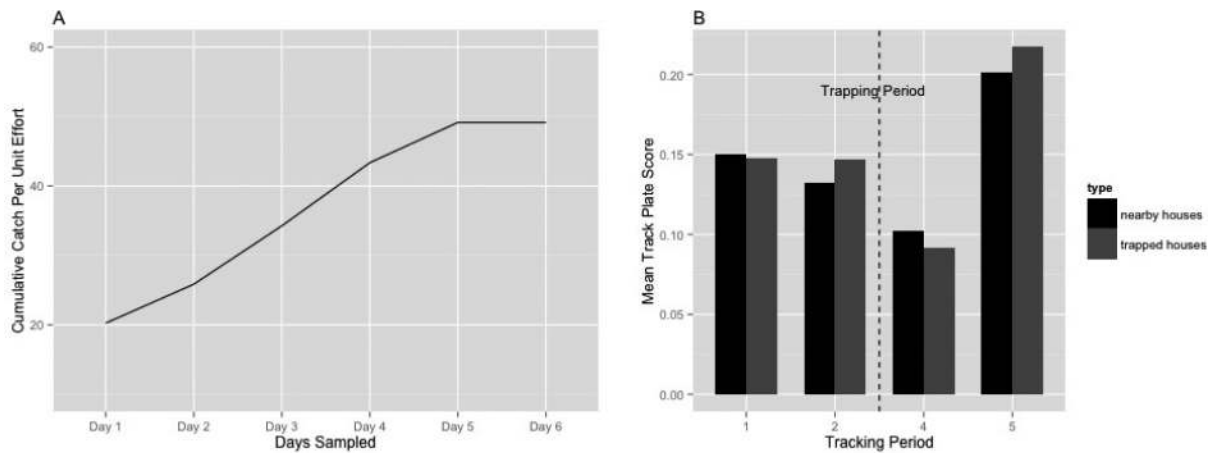 A
Cumulative Catch Per Unit Effort
60
40
20
Day 1 Day 2 Day 3 Day 4 Day 5 Day 6
Days Sampled
B
Mean Track Plate Score
0.20
0.15
0.10
0.05
0.00
Trapping Period
1 2 4 5
Tracking Period
type
nearby houses
trapped houses